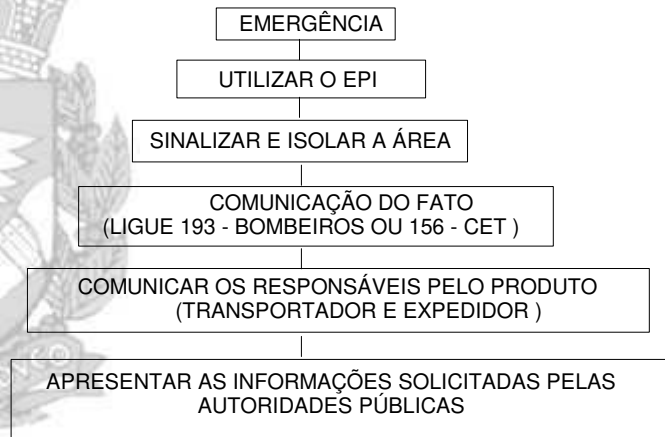 EMERGÊNCIA
UTILIZAR O EPI
SINALIZAR E ISOLAR A ÁREA
COMUNICAÇÃO DO FATO
(LIGUE 193 - BOMBEIROS OU 156 - CET )
COMUNICAR OS RESPONSÁVEIS PELO PRODUTO
(TRANSPORTADOR E EXPEDIDOR )
APRESENTAR AS INFORMAÇÕES SOLICITADAS PELAS
AUTORIDADES PÚBLICAS